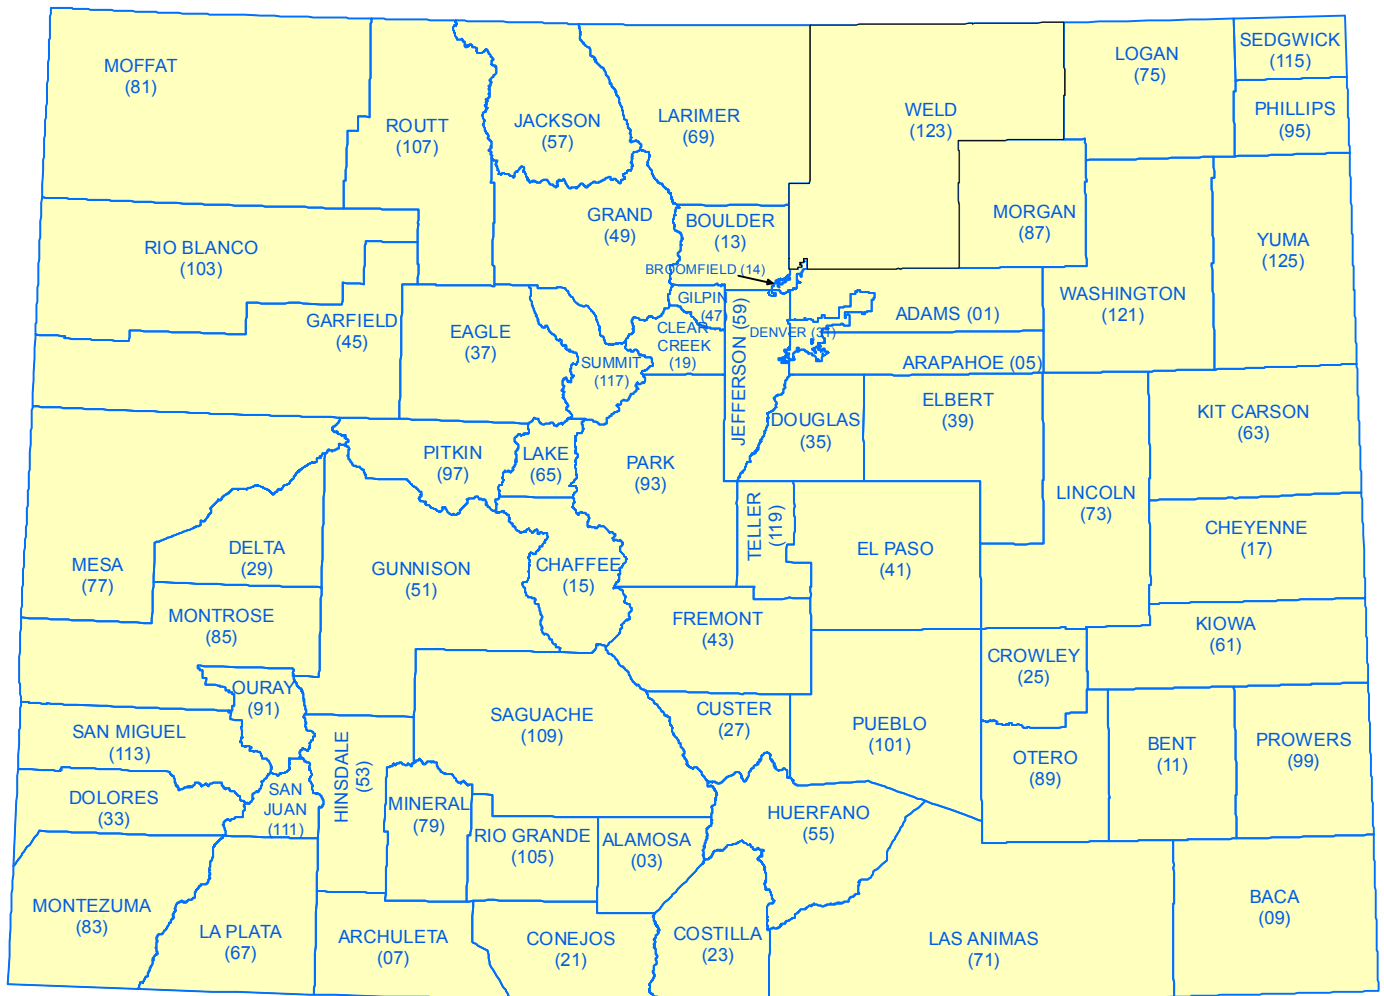 MOFFAT
(81)
ROUTT
(107)
JACKSON
(57)
LARIMER
(69)
WELD
(123)
LOGAN
(75)
SEDGWICK
(115)
PHILLIPS
(95)
RIO BLANCO
(103)
GRAND
(49)
BOULDER
(13)
MORGAN
(87)
YUMA
(125)
BROOMFIELD (14)
GARFIELD
(45)
EAGLE
(37)
SUMMIT
(117)
GILPIN
(47)
CLEAR
CREEK
(19)
JEFFERSON (59)
DENVER (31)
ADAMS (01)
ARAPAHOE (05)
WASHINGTON
(121)
DOUGLAS
(35)
ELBERT
(39)
KIT CARSON
(63)
PITKIN
(97)
LAKE
(65)
PARK
(93)
TELLER
(119)
LINCOLN
(73)
CHEYENNE
(17)
MESA
(77)
DELTA
(29)
GUNNISON
(51)
CHAFFEE
(15)
EL PASO
(41)
MONTROSE
(85)
FREMONT
(43)
KIOWA
(61)
CROWLEY
(25)
OURAY
(91)
SAGUACHE
(109)
CUSTER
(27)
PUEBLO
(101)
SAN MIGUEL
(113)
HINSDALE
(53)
OTERO
(89)
BENT
(11)
PROWERS
(99)
DOLORES
(33)
SAN
JUAN
(111)
MINERAL
(79)
RIO GRANDE
(105)
ALAMOSA
(03)
HUERFANO
(55)
MONTEZUMA
(83)
LA PLATA
(67)
ARCHULETA
(07)
CONEJOS
(21)
COSTILLA
(23)
LAS ANIMAS
(71)
BACA
(09)